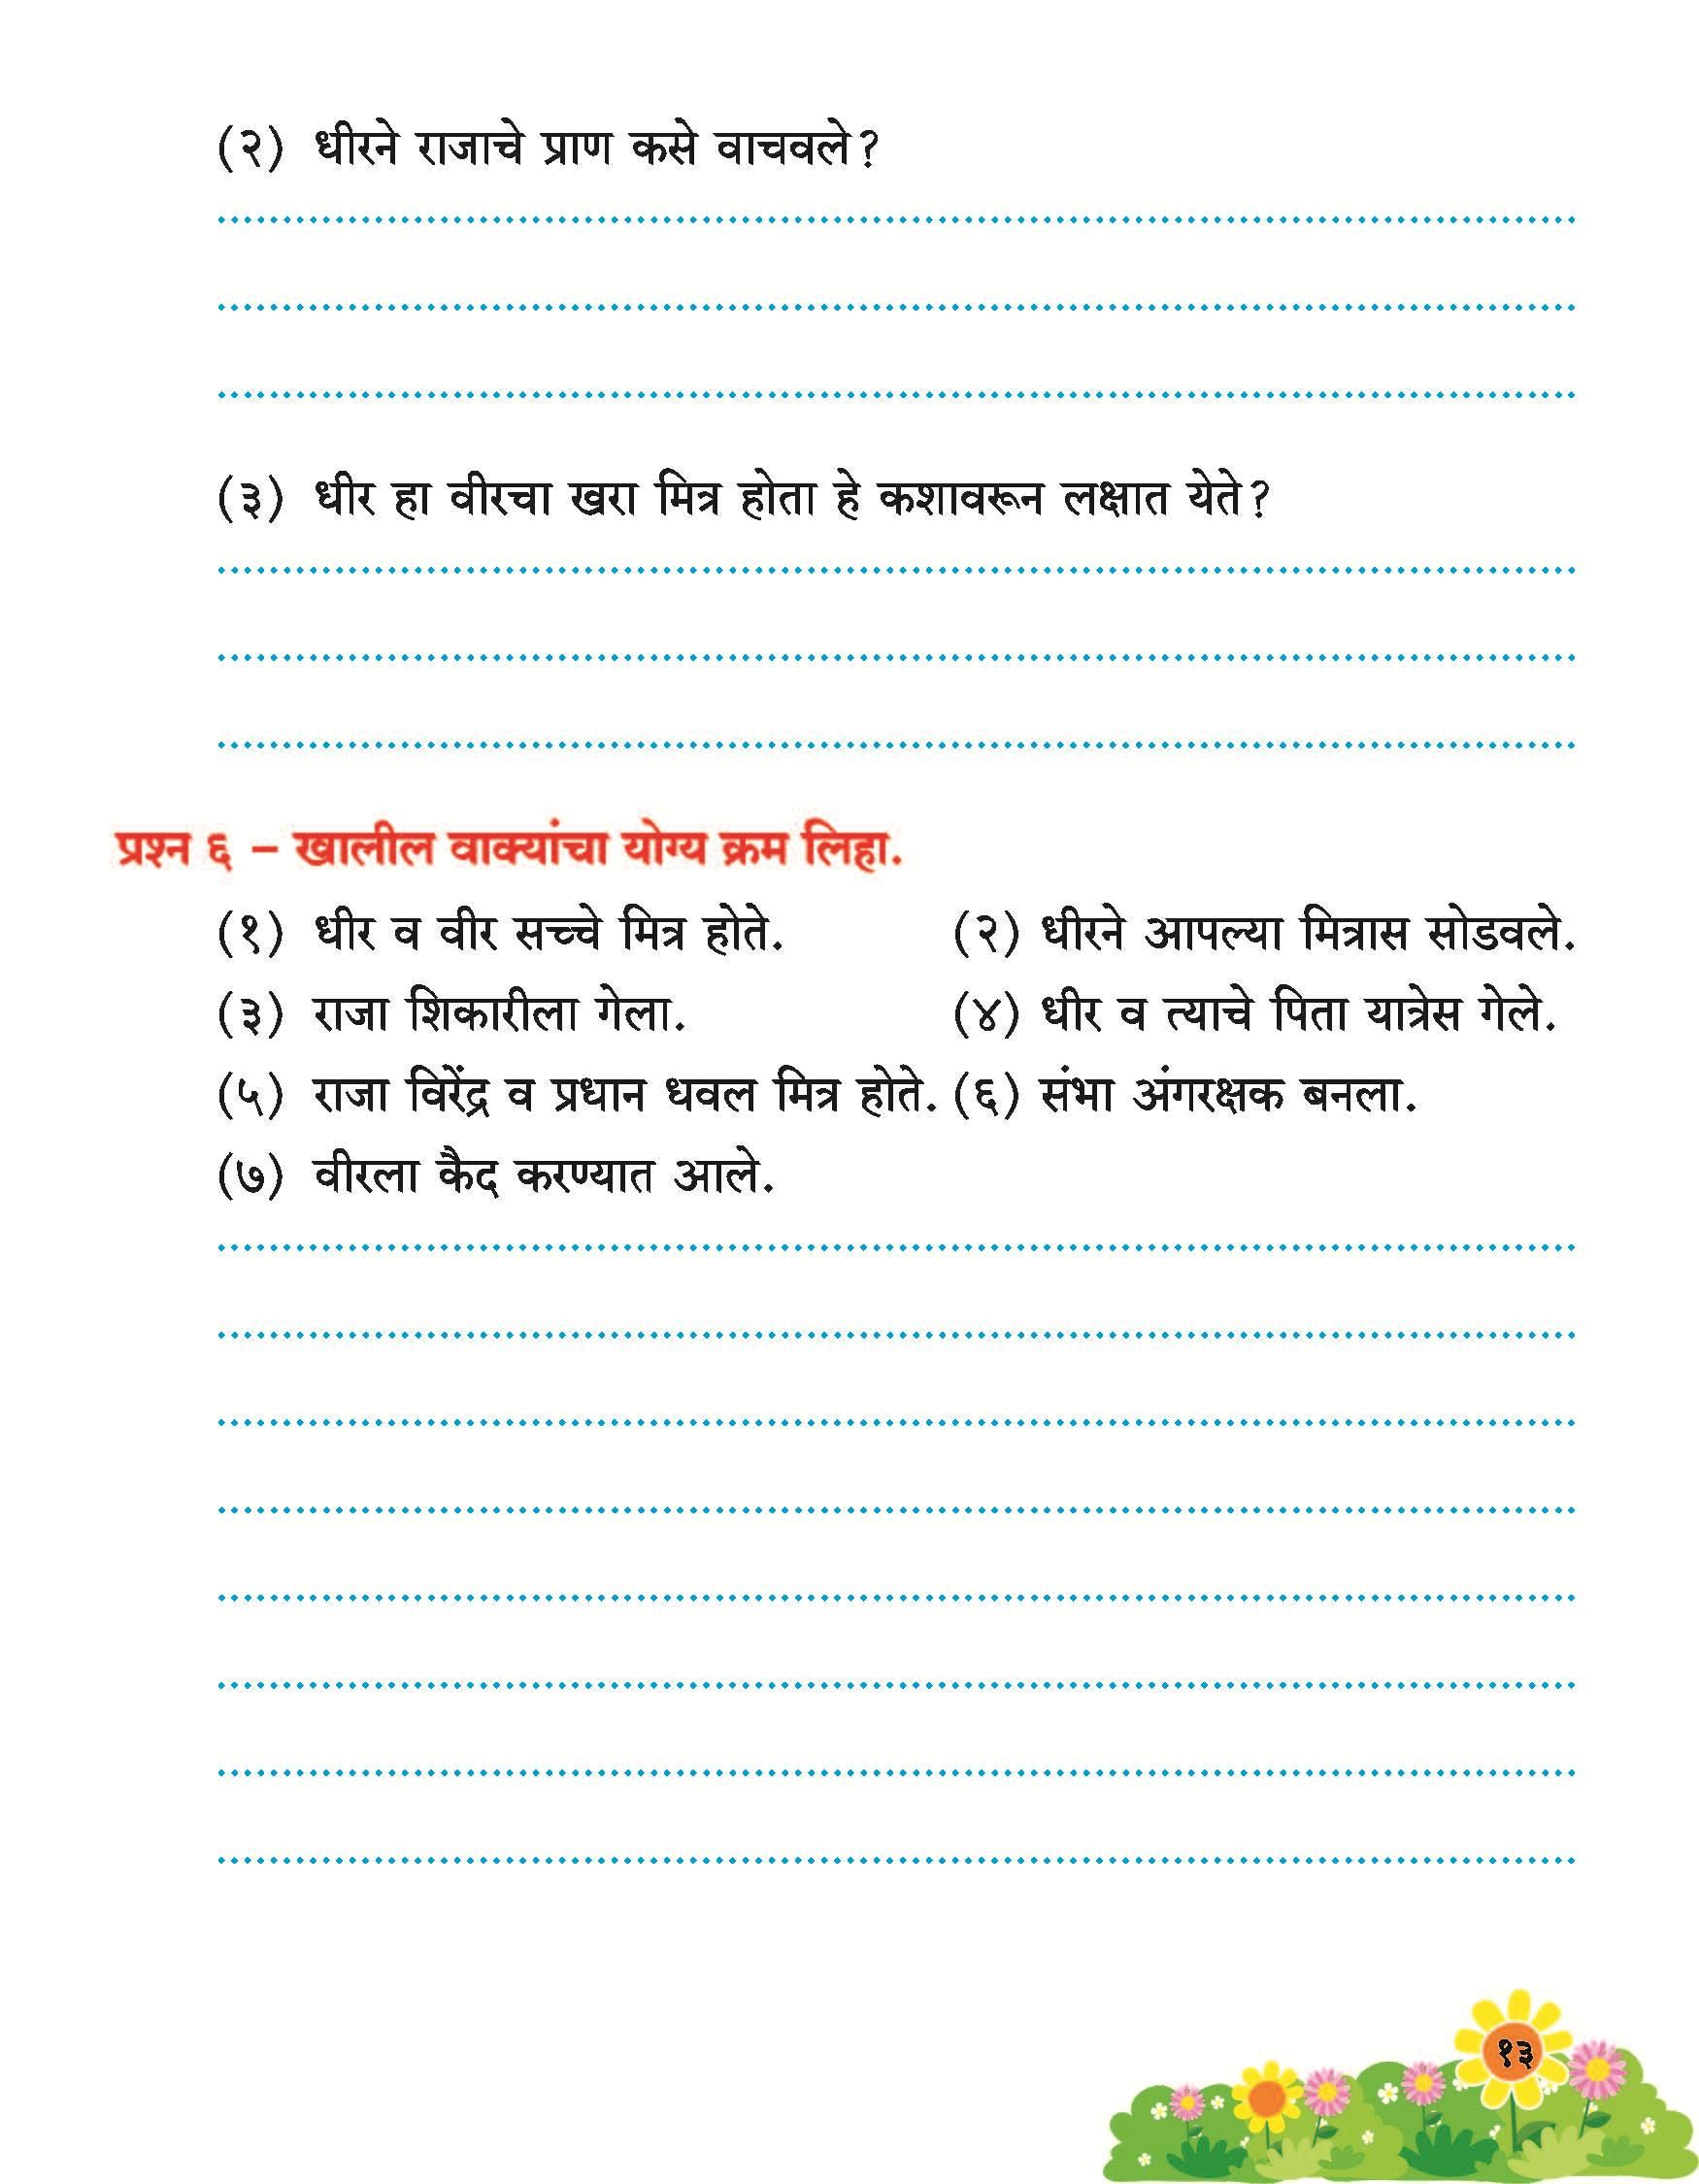 (२) धीरने राजाचे प्राण कसे वाचवले?
(३) धीर हा वीरचा खरा मित्र होता हे कशावरून लक्षात येते?
प्रश्न ६ – खालील वाक्यांचा योग्य क्रम लिहा.
(१) धीर व वीर सच्चे मित्र होते. (२) धीरने आपल्या मित्रास सोडवले.
(३) राजा शिकारीला गेला. (४) धीर व त्याचे पिता यात्रेस गेले.
(५) राजा विरेंद्र व प्रधान धवल मित्र होते. (६) संभा अंगरक्षक बनला.
(७) वीरला कैद करण्यात आले.
१३